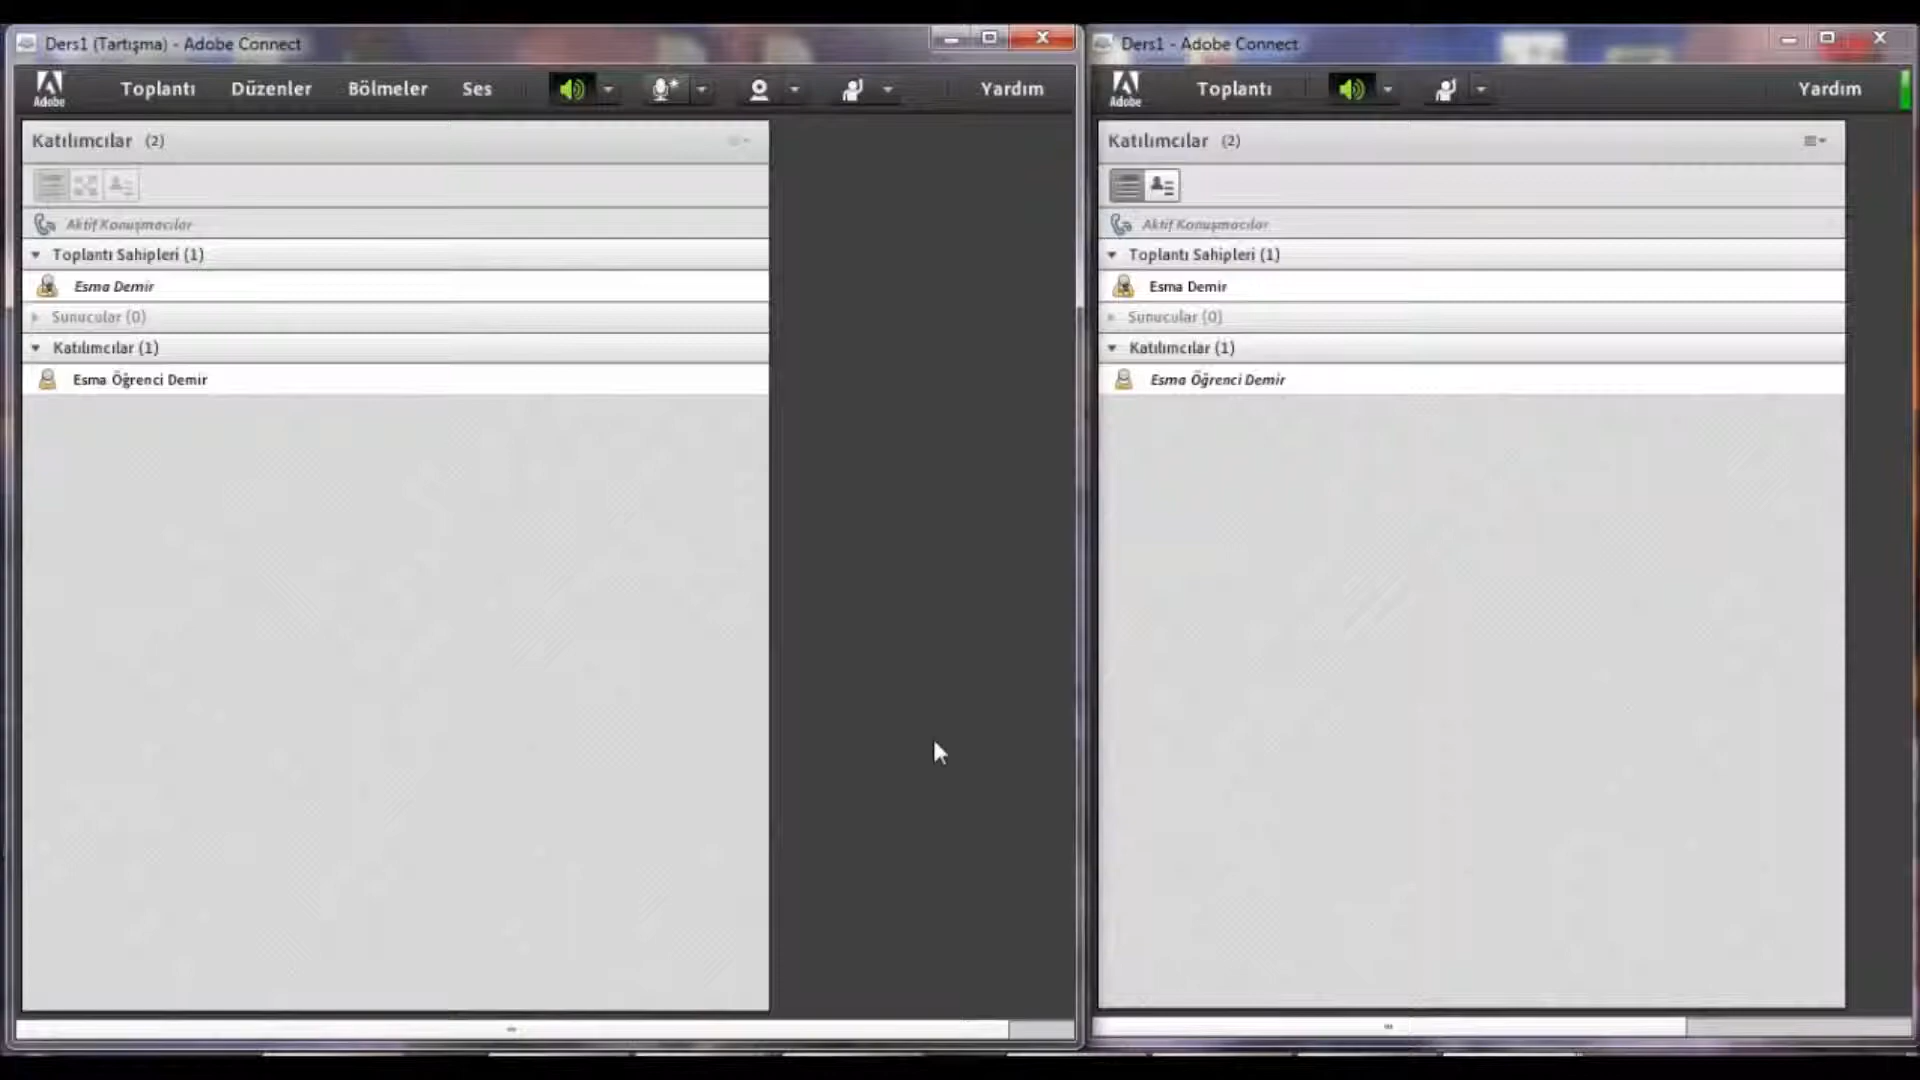 Ders1 (Tartışma) - Adobe Connect
Adobe
Toplantı Düzenler Bölmeler Ses Yardım
Katılımcılar (2)
Aktif Konuşmacılar
Toplantı Sahipleri (1)
Esma Demir
Sunucular (0)
Katılımcılar (1)
Esma Öğrenci Demir
Ders1 - Adobe Connect
Adobe
Toplantı Yardım
Katılımcılar (2)
Aktif Konuşmacılar
Toplantı Sahipleri (1)
Esma Demir
Sunucular (0)
Katılımcılar (1)
Esma Öğrenci Demir